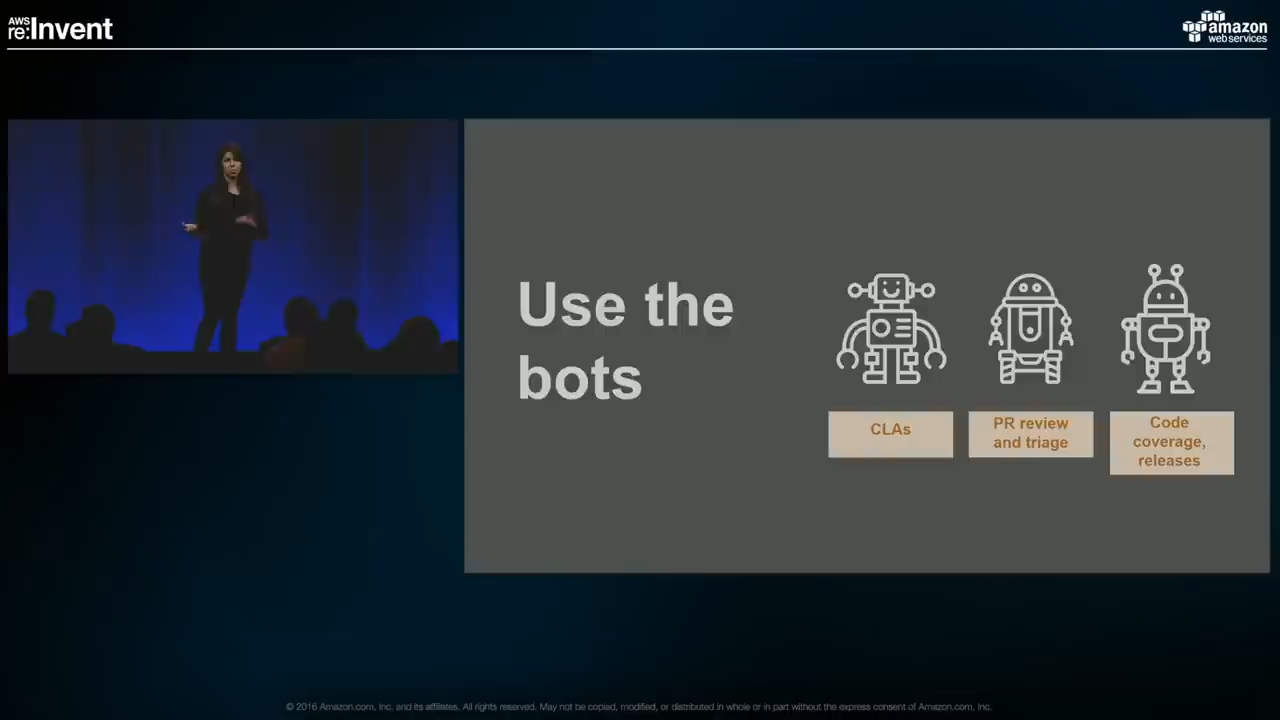 AWS
re:Invent
amazon
web services
Use the
bots
CLAs
PR review
and triage
Code
coverage,
releases
© 2016 Amazon.com, Inc. and its affiliates. All rights reserved. May not be copied, modified, or distributed in whole or in part without the express consent of Amazon.com, Inc.